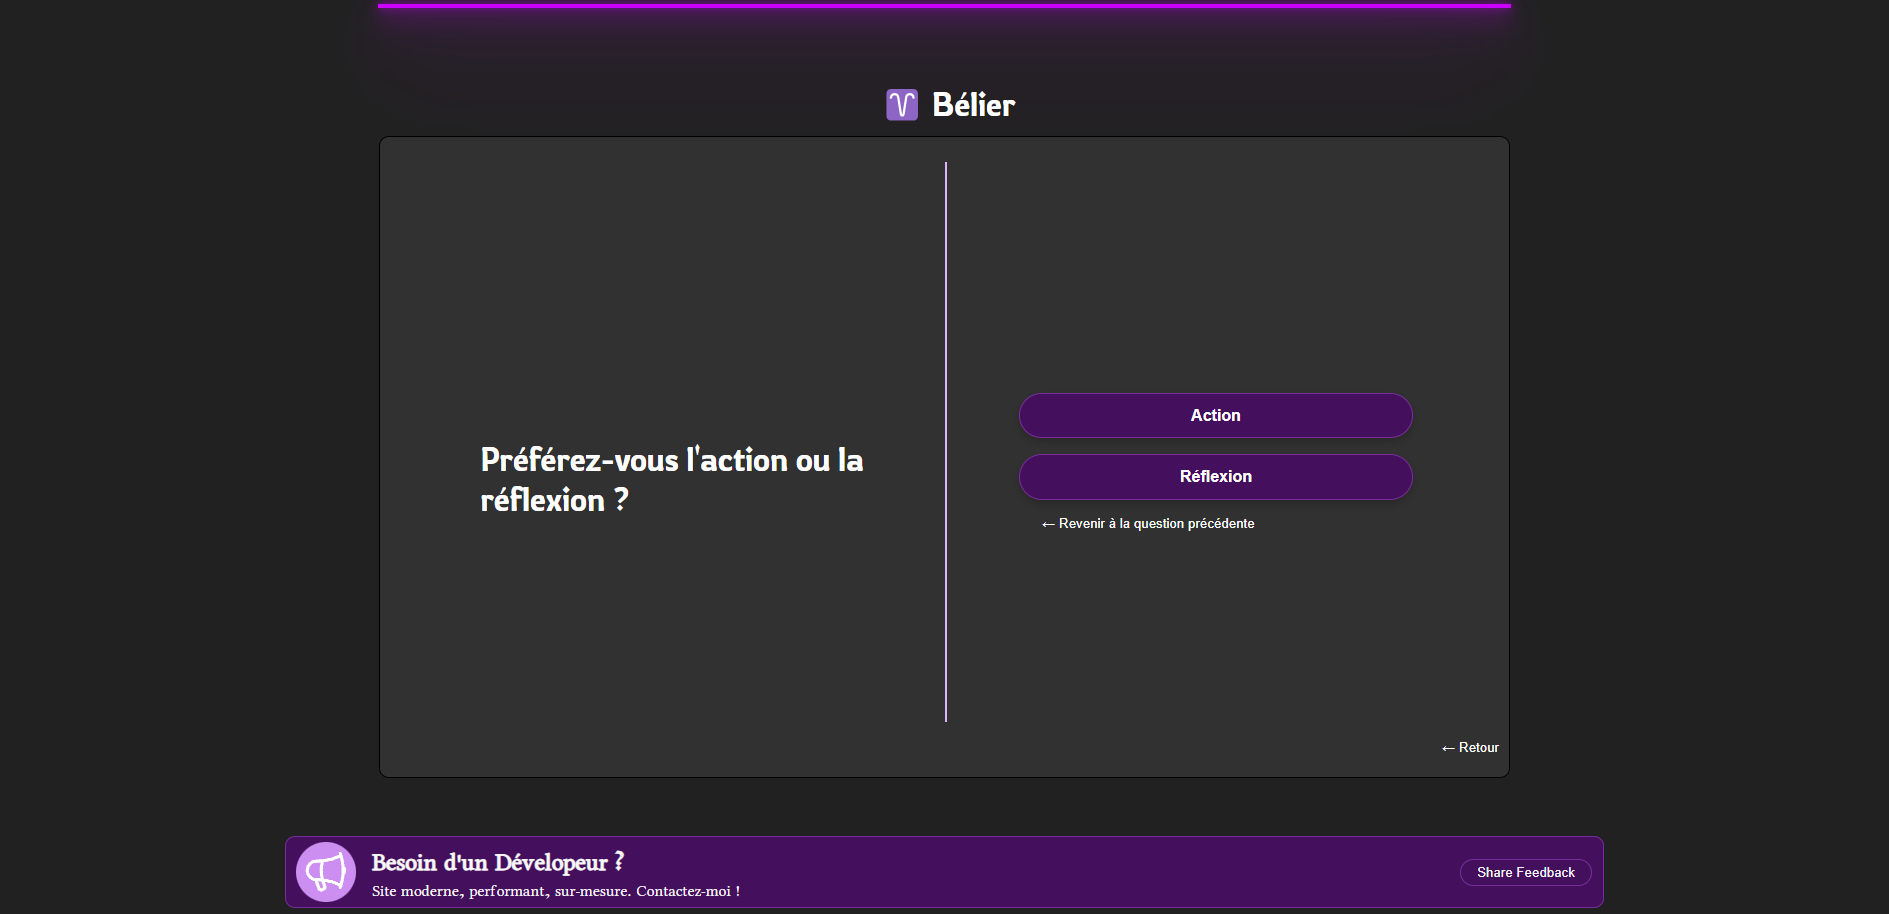 ♈ Bélier
Préférez-vous l'action ou la
réflexion ?
Action
Réflexion
← Revenir à la question précédente
← Retour
Besoin d'un Dévelopeur ?
Site moderne, performant, sur-mesure. Contactez-moi !
Share Feedback